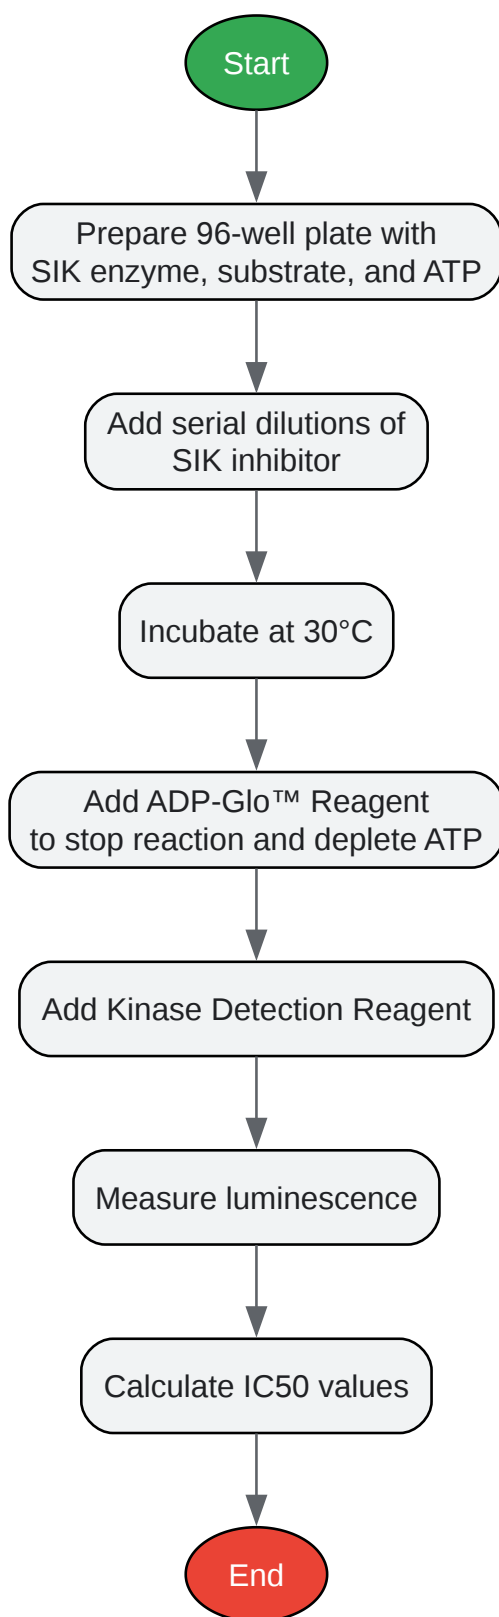 Start
Prepare 96-well plate with
SIK enzyme, substrate, and ATP
Add serial dilutions of
SIK inhibitor
Incubate at 30°C
Add ADP-Glo™ Reagent
to stop reaction and deplete ATP
Add Kinase Detection Reagent
Measure luminescence
Calculate IC50 values
End